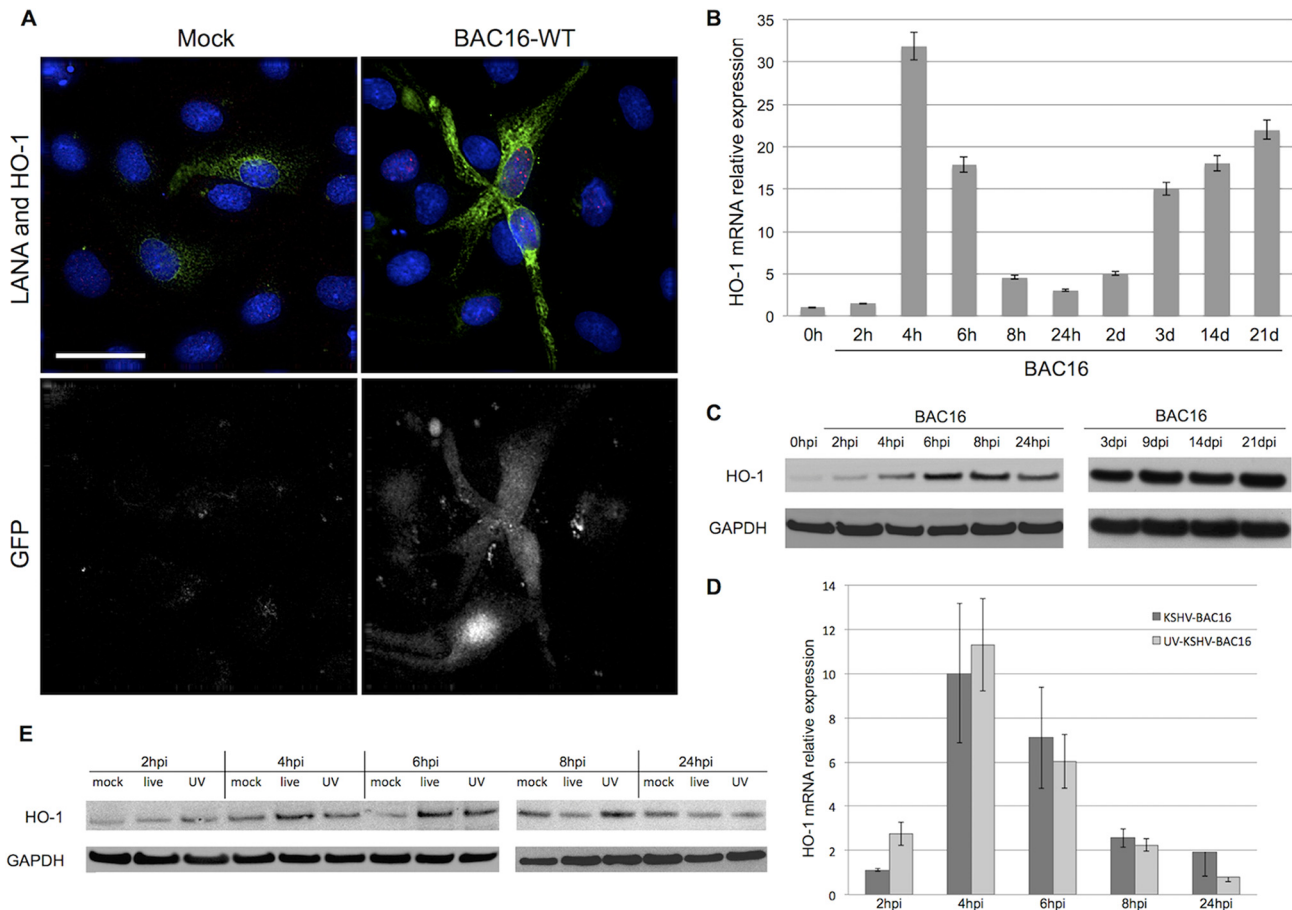 A
Mock
BAC16-WT
LANA and HO-1
GFP
B
HO-1 mRNA relative expression
35
30
25
20
15
10
5
0
0h 2h 4h 6h 8h 24h 2d 3d 14d 21d
BAC16
C
BAC16
BAC16
0hpi 2hpi 4hpi 6hpi 8hpi 24hpi
3dpi 9dpi 14dpi 21dpi
HO-1
GAPDH
D
HO-1 mRNA relative expression
14
12
10
8
6
4
2
0
KSHV-BAC16
UV-KSHV-BAC16
2hpi 4hpi 6hpi 8hpi 24hpi
E
2hpi 4hpi 6hpi 8hpi 24hpi
mock live UV mock live UV mock live UV mock live UV mock live UV
HO-1
GAPDH